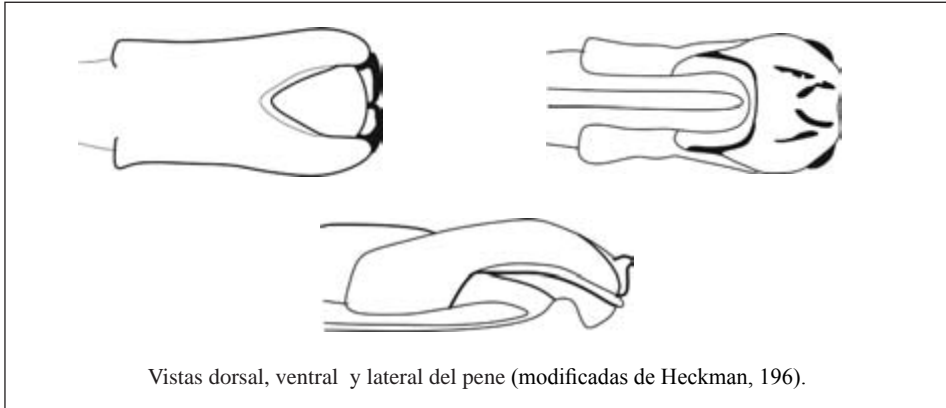 Vistas dorsal, ventral y lateral del pene (modificadas de Heckman, 196).